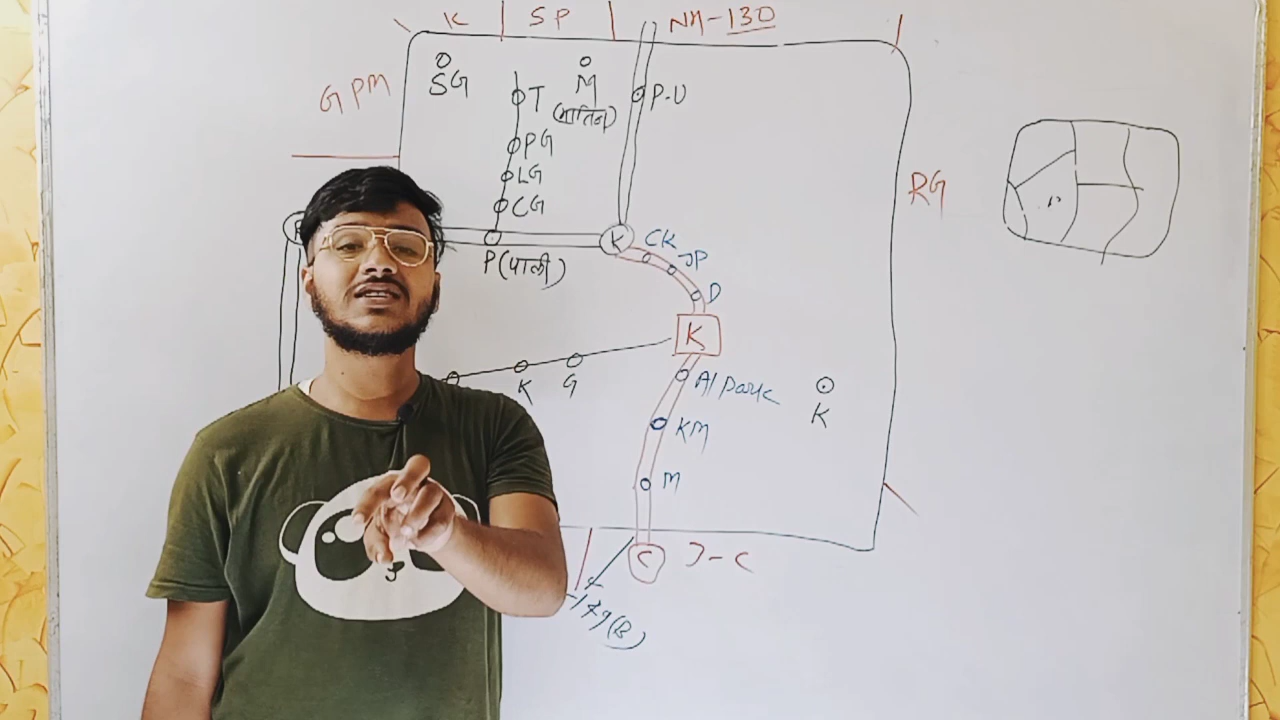 K
SP
NH-130
GPM
SG
T
M
(मातिन)
P-U
PG
LG
CG
RG
K
CK
JP
P(पाली)
D
K
K
G
Al Park
K
KM
M
C
J-C
-179(B)